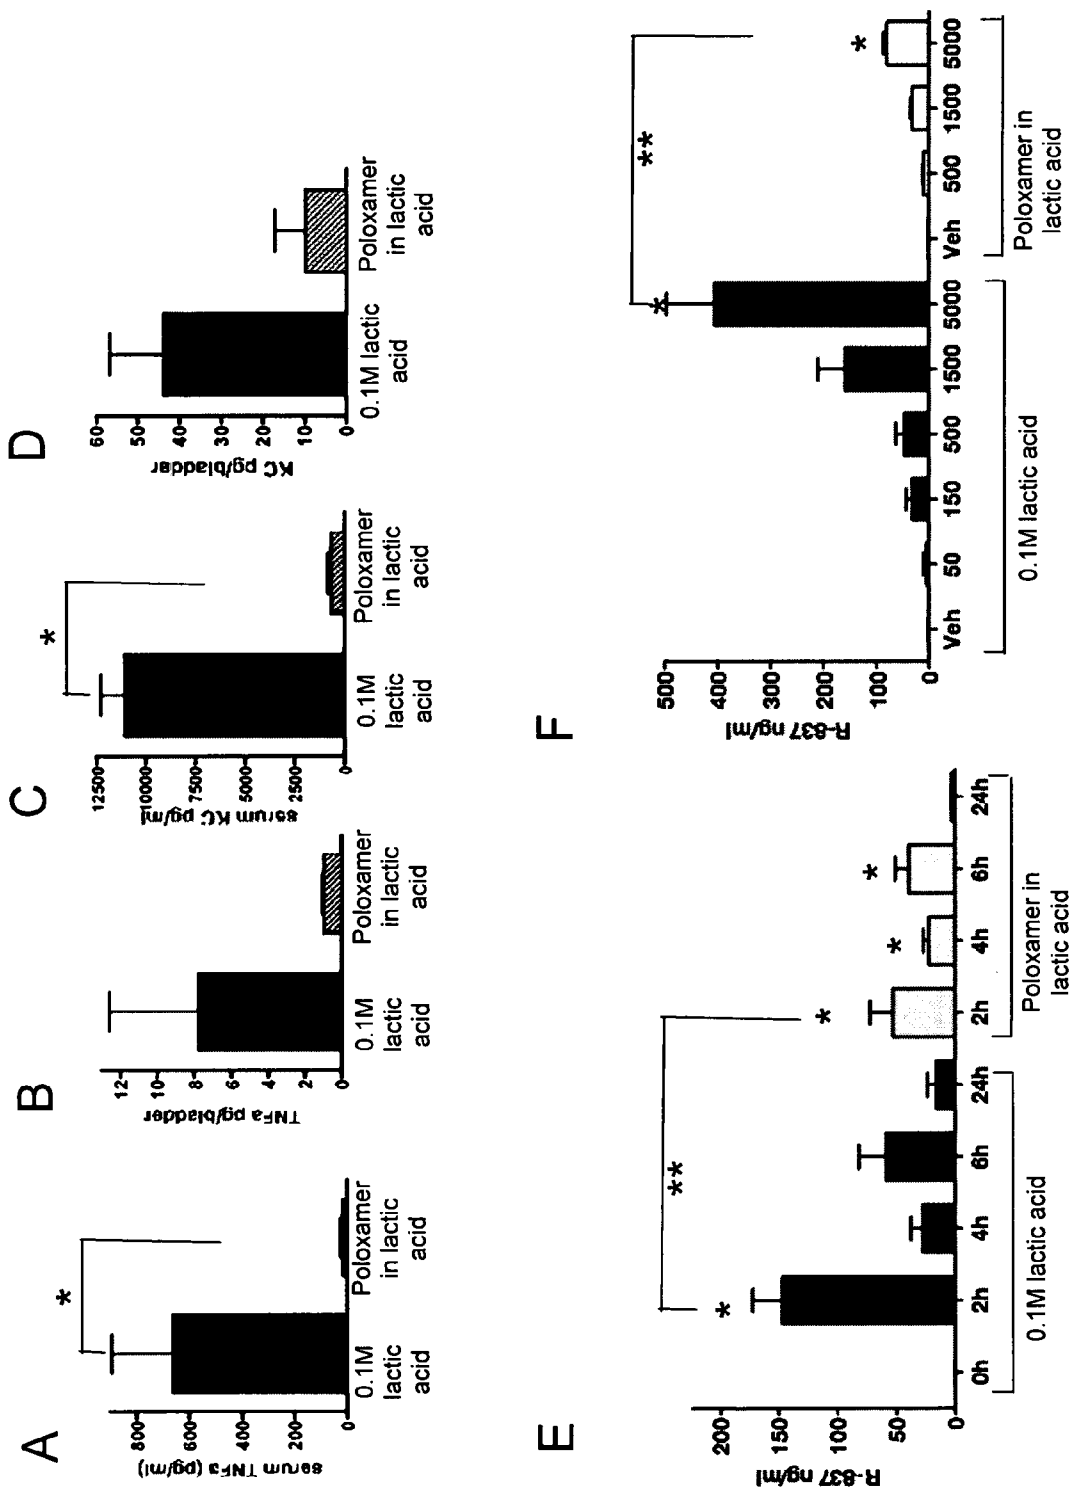 A
serum TNFa (pg/ml)
800
600
400
200
0
*
0.1M
lactic
acid
Poloxamer
in lactic
acid
B
TNFa pg/bladder
12
10
8
6
4
2
0
0.1M
lactic
acid
Poloxamer
in lactic
acid
C
serum KC pg/ml
12500
10000
7500
5000
2500
0
*
0.1M
lactic
acid
Poloxamer
in lactic
acid
D
KC pg/bladder
60
50
40
30
20
10
0
0.1M lactic
acid
Poloxamer
in lactic
acid
E
R-837 ng/ml
200
150
100
50
0
**
* * * *
0h 2h 4h 6h 24h 2h 4h 6h 24h
0.1M lactic acid
Poloxamer in
lactic acid
F
R-837 ng/ml
500
400
300
200
100
0
**
* *
Veh 50 150 500 1500 5000 Veh 500 1500 5000
0.1M lactic acid
Poloxamer in
lactic acid